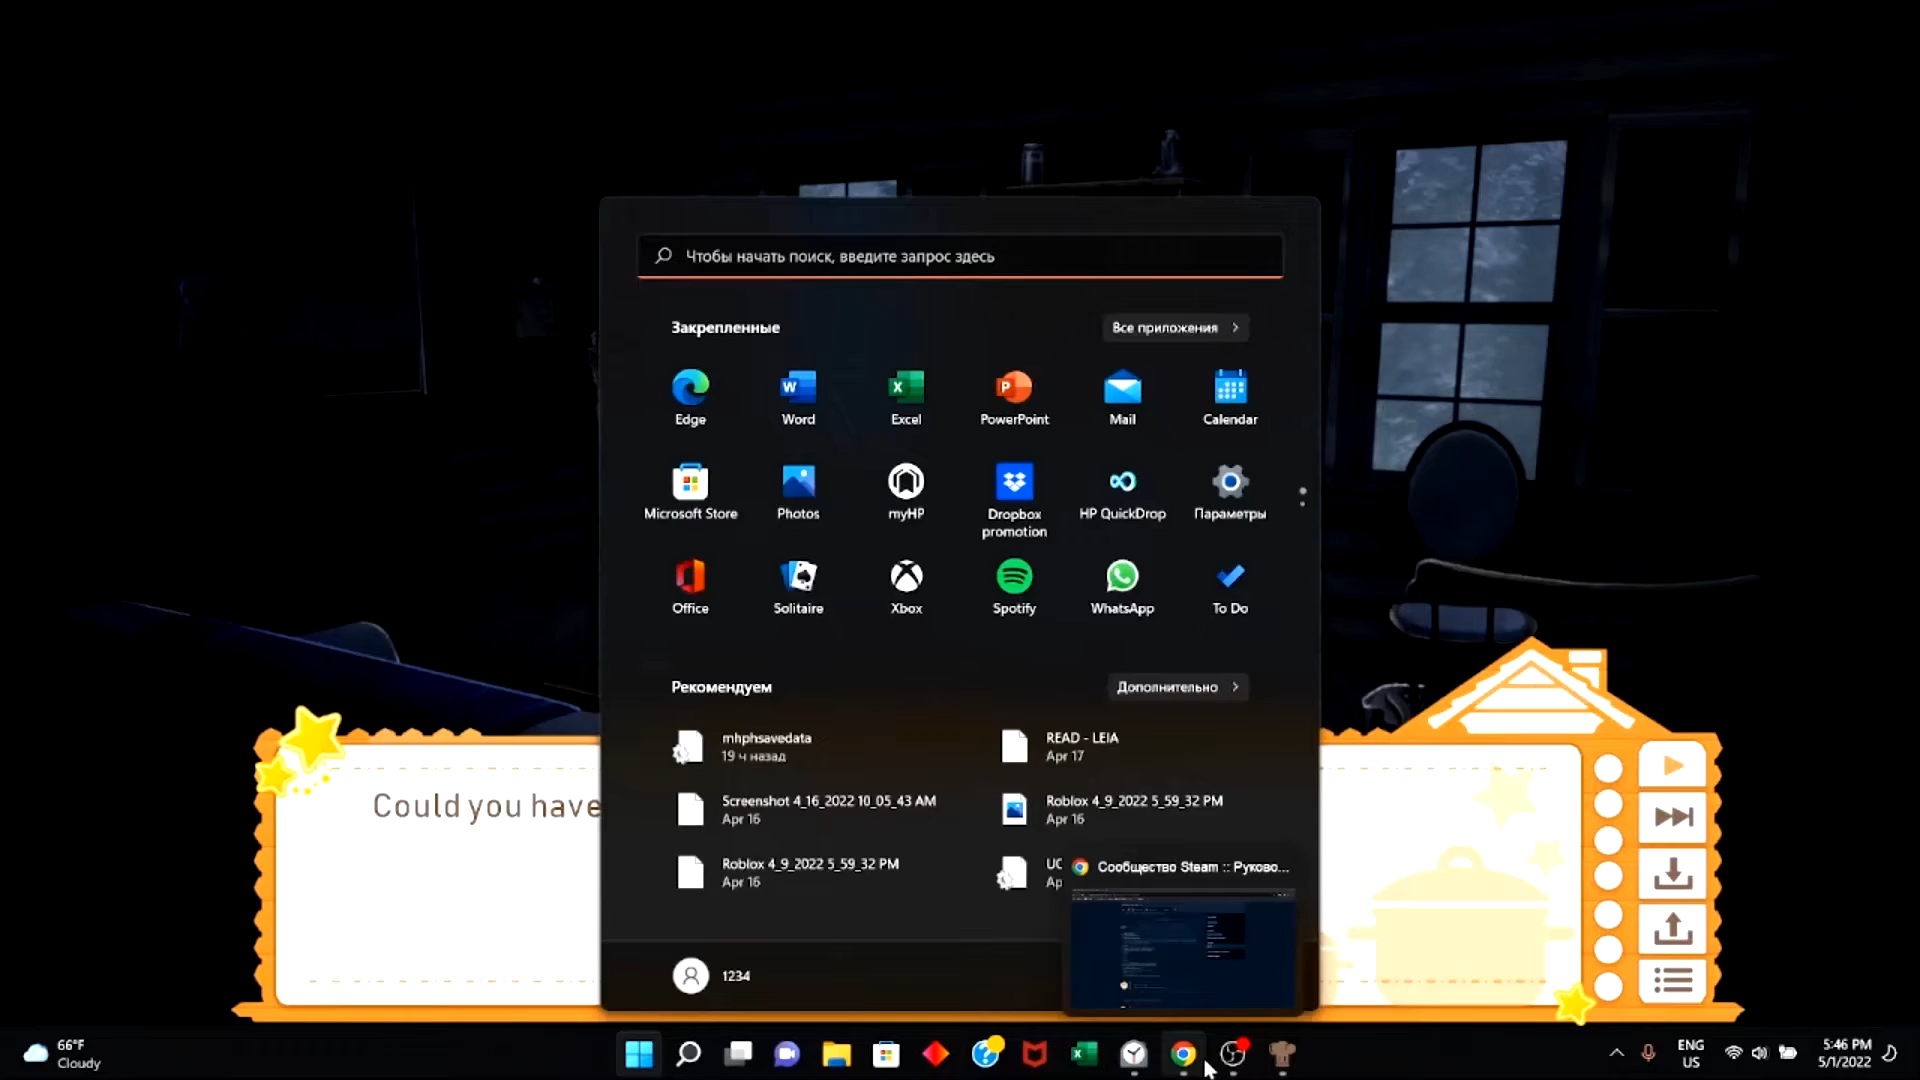 Чтобы начать поиск, введите запрос здесь
Закрепленные
Все приложения
Edge
Word
Excel
PowerPoint
Mail
Calendar
Microsoft Store
Photos
myHP
Dropbox
promotion
HP QuickDrop
Параметры
Office
Solitaire
Xbox
Spotify
WhatsApp
To Do
Рекомендуем
Дополнительно
mhphsavedata
19 ч назад
READ - LEIA
Apr 17
Screenshot 4_16_2022 10_05_43 AM
Apr 16
Roblox 4_9_2022 5_59_32 PM
Apr 16
Could you have
Roblox 4_9_2022 5_59_32 PM
Apr 16
UC
Ap
Сообщество Steam :: Руково...
1234
66°F
Cloudy
ENG
US
5:46 PM
5/1/2022